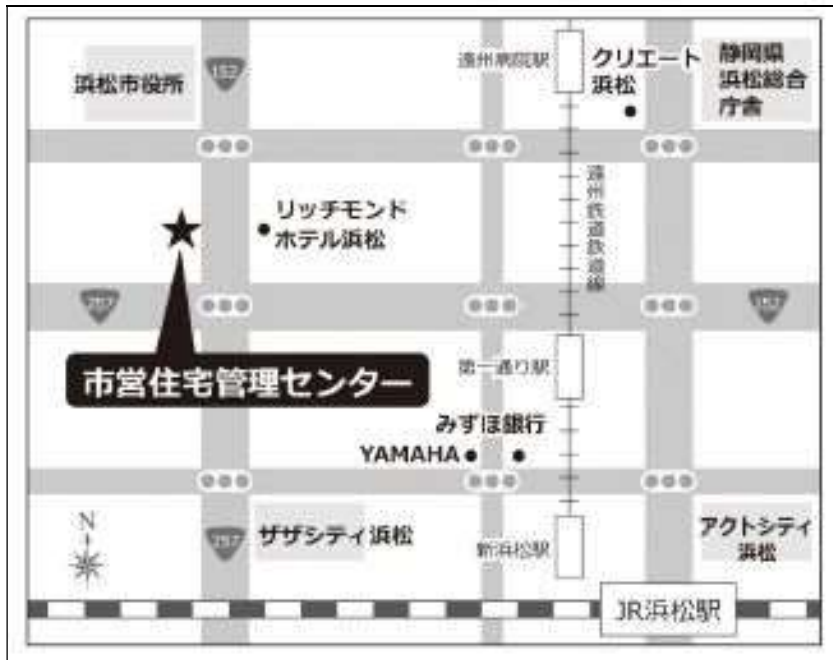 浜松市役所
152
遠州病院駅
クリエート
浜松
静岡県
浜松総合
庁舎
リッチモンド
ホテル浜松
遠州鉄道鉄道線
市営住宅管理センター
第一通り駅
みずほ銀行
YAMAHA
N
257
ザザシティ浜松
新浜松駅
アクトシティ
浜松
JR浜松駅